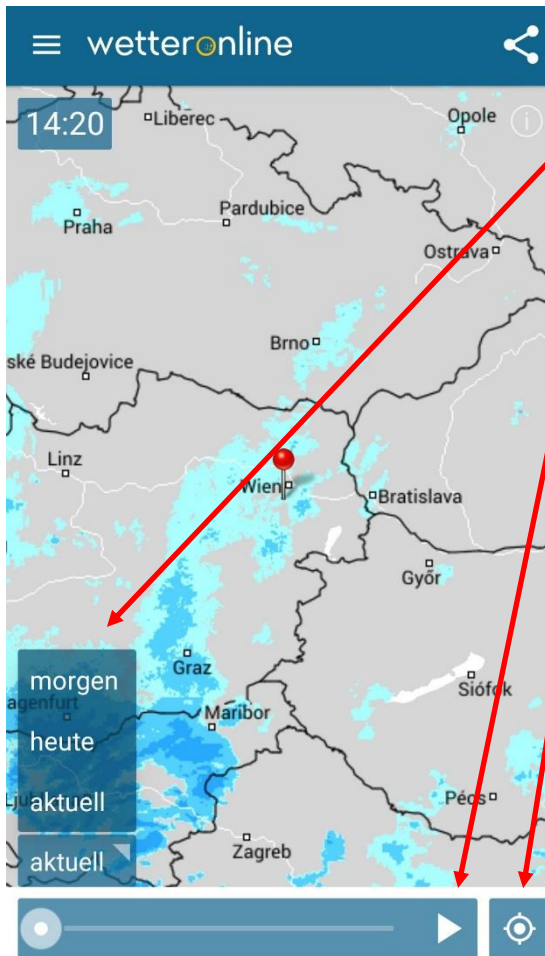 wetteronline
14:20
Liberec
Opole
Praha
Pardubice
Ostrava
Brno
ské Budejovice
Linz
Wien
Bratislava
Győr
Graz
Siófok
morgen
agenfurt
Maribor
heute
Ljub
aktuell
Pécs
Zagreb
aktuell